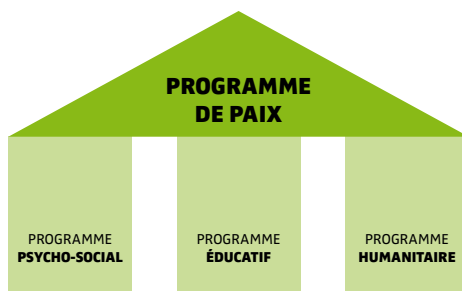 PROGRAMME
DE PAIX
PROGRAMME
PSYCHO-SOCIAL
PROGRAMME
ÉDUCATIF
PROGRAMME
HUMANITAIRE